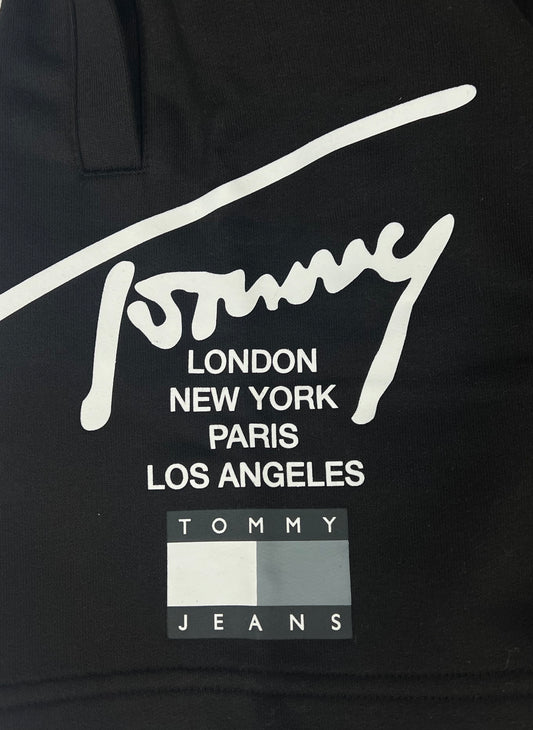 Tommy
LONDON
NEW YORK
PARIS
LOS ANGELES
TOMMY
JEANS